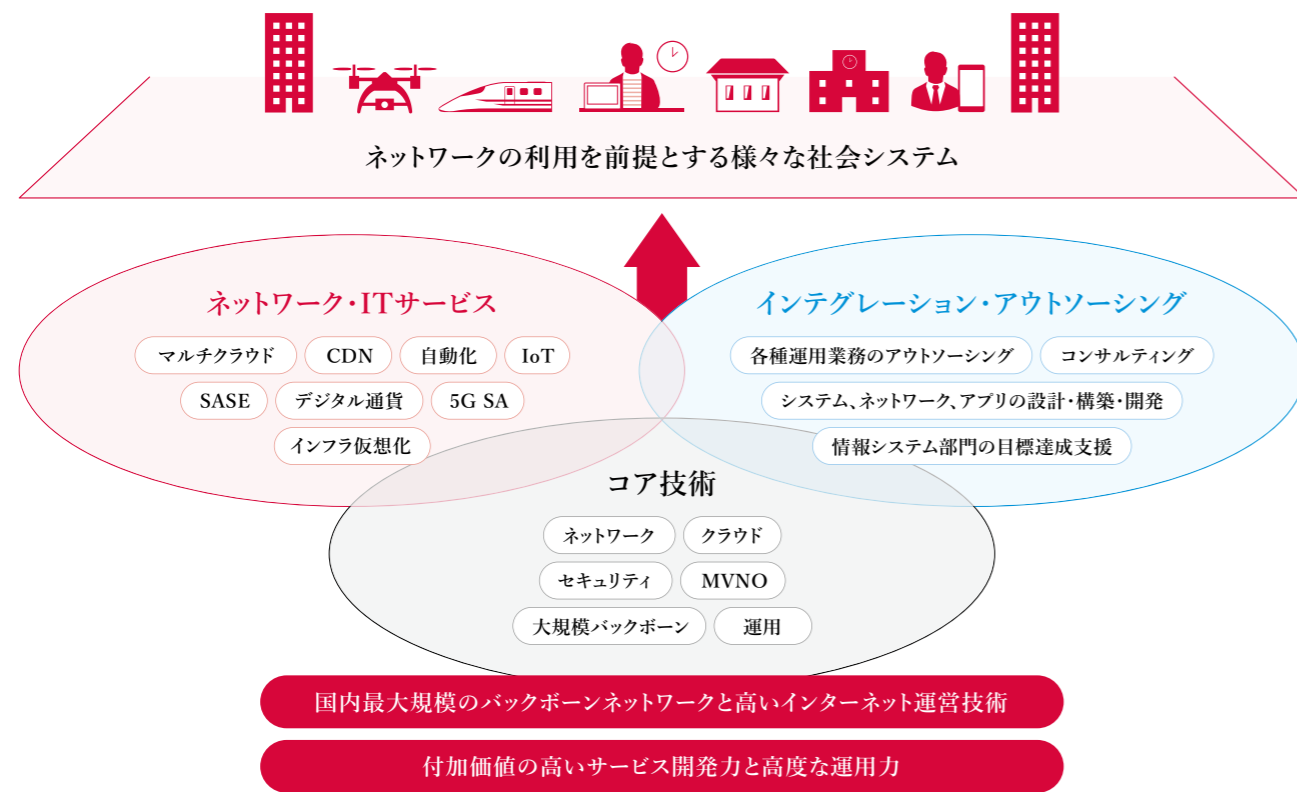 ネットワークの利用を前提とする様々な社会システム
ネットワーク・ITサービス
マルチクラウド
CDN
自動化
IoT
SASE
デジタル通貨
5G SA
インフラ仮想化
インテグレーション・アウトソーシング
各種運用業務のアウトソーシング
コンサルティング
システム、ネットワーク、アプリの設計・構築・開発
情報システム部門の目標達成支援
コア技術
ネットワーク
クラウド
セキュリティ
MVNO
大規模バックボーン
運用
国内最大規模のバックボーンネットワークと高いインターネット運営技術
付加価値の高いサービス開発力と高度な運用力